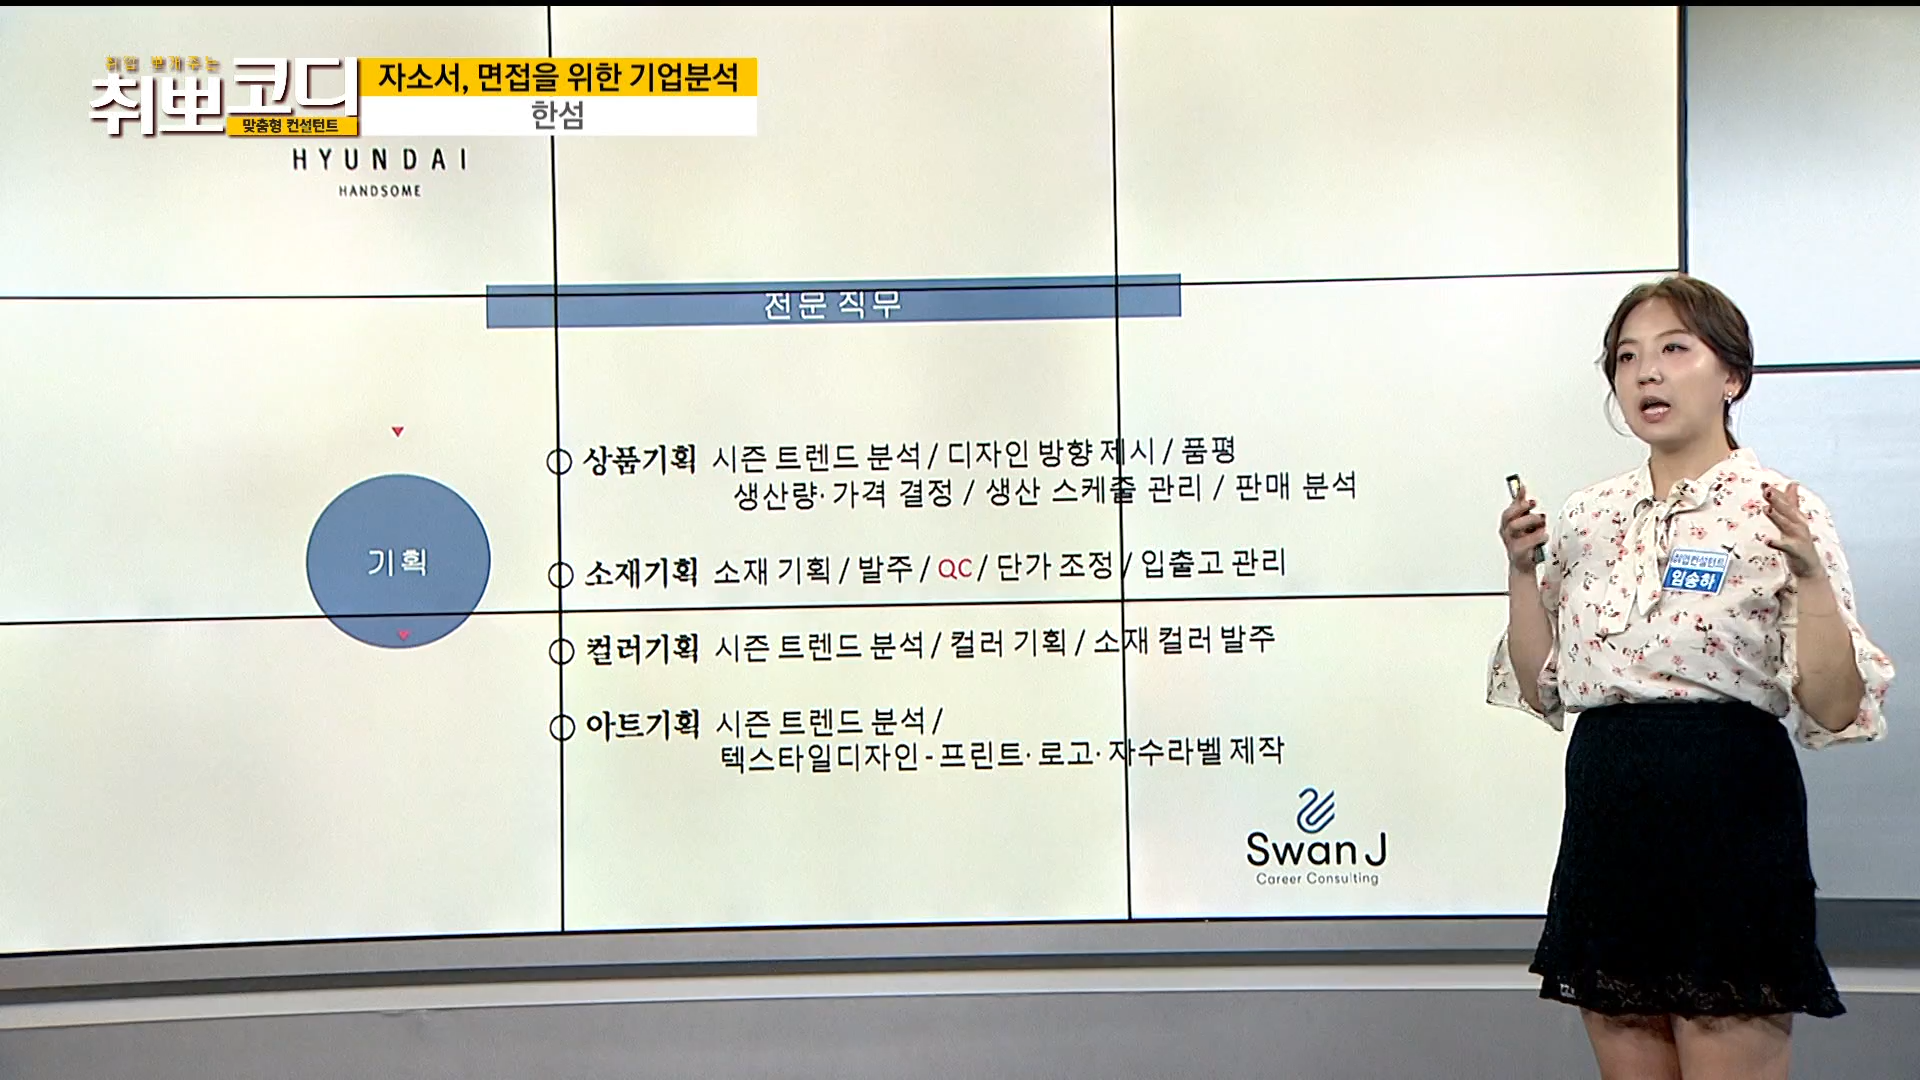 취업 뽀개주는
취뽀코디
맞춤형 컨설턴트
자소서, 면접을 위한 기업분석
한섬
HYUNDAI
HANDSOME
전문직무
기획
상품기획 시즌 트렌드 분석 / 디자인 방향 제시 / 품평
생산량·가격 결정 / 생산 스케줄 관리 / 판매 분석
소재기획 소재 기획 / 발주 / QC / 단가 조정 / 입출고 관리
컬러기획 시즌 트렌드 분석 / 컬러 기획 / 소재 컬러 발주
아트기획 시즌 트렌드 분석 /
텍스타일디자인 - 프린트·로고·자수라벨 제작
Swan J
Career Consulting
취업컨설턴트
임송하